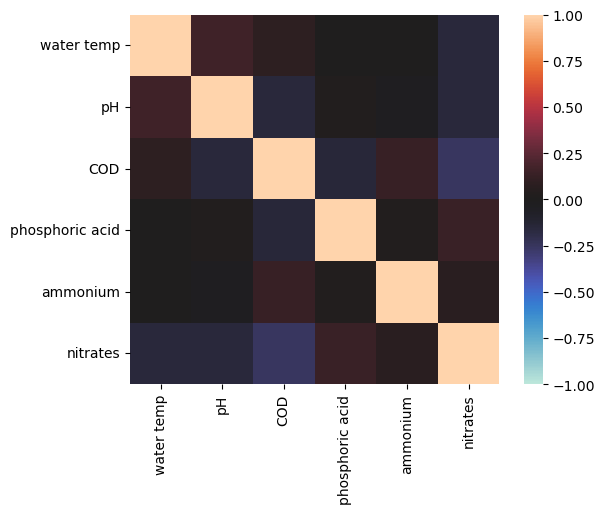 water temp
pH
COD
phosphoric acid
ammonium
nitrates
water temp
pH
COD
phosphoric acid
ammonium
nitrates
1.00
0.75
0.50
0.25
0.00
−0.25
−0.50
−0.75
−1.00